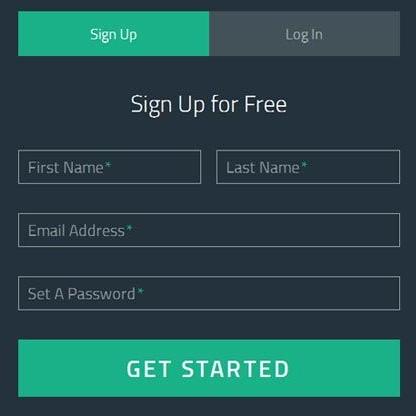 Sign Up Log In
Sign Up for Free
First Name* Last Name*
Email Address*
Set A Password*
GET STARTED